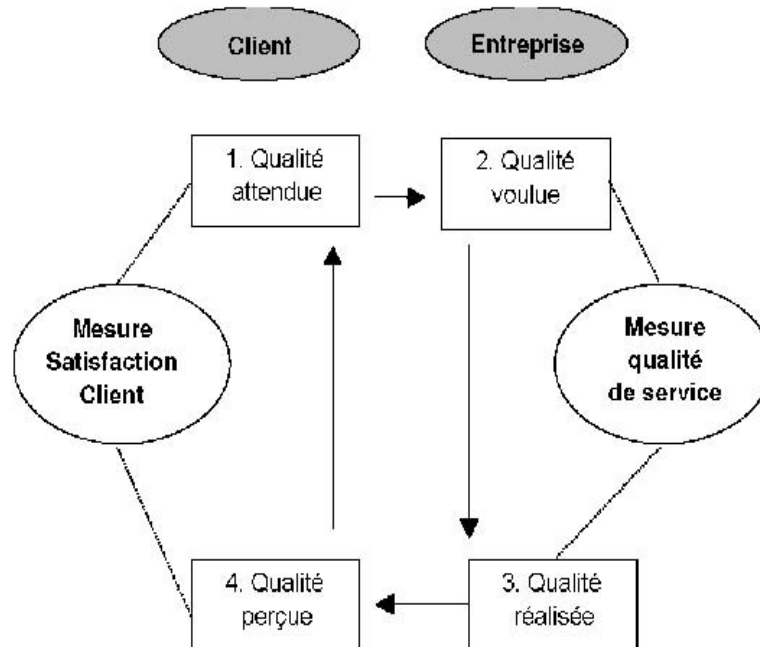 Client
Entreprise
1. Qualité
attendue
2. Qualité
voulue
Mesure
Satisfaction
Client
Mesure
qualité
de service
4. Qualité
perçue
3. Qualité
réalisée